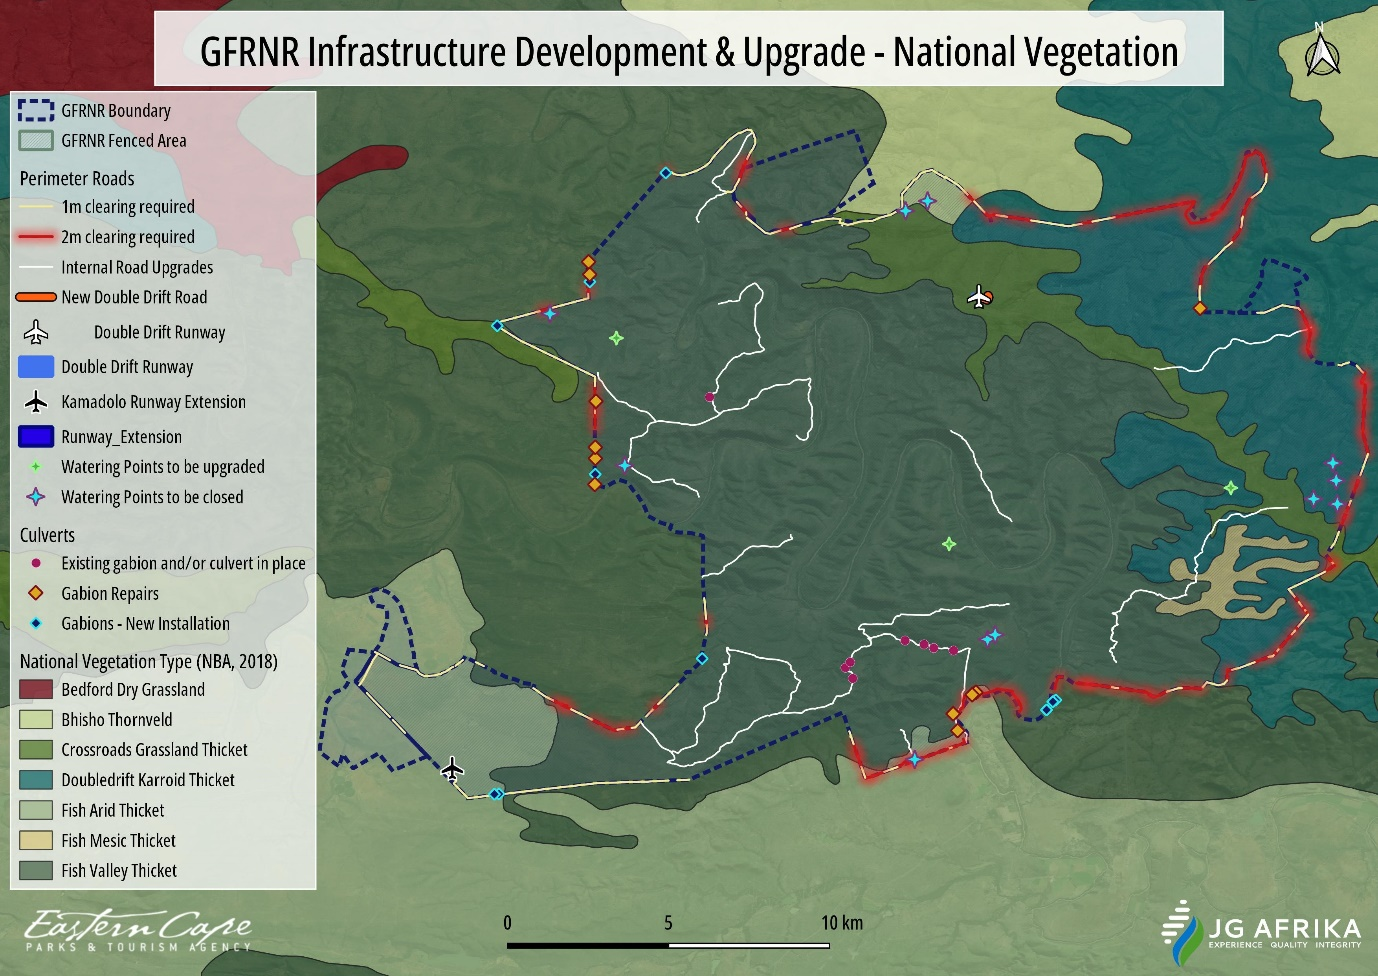 GFRNR Infrastructure Development & Upgrade - National Vegetation
N
GFRNR Boundary
GFRNR Fenced Area
Perimeter Roads
1m clearing required
2m clearing required
Internal Road Upgrades
New Double Drift Road
Double Drift Runway
Double Drift Runway
Kamadolo Runway Extension
Runway_Extension
Watering Points to be upgraded
Watering Points to be closed
Culverts
Existing gabion and/or culvert in place
Gabion Repairs
Gabions - New Installation
National Vegetation Type (NBA, 2018)
Bedford Dry Grassland
Bhisho Thornveld
Crossroads Grassland Thicket
Doubledrift Karroid Thicket
Fish Arid Thicket
Fish Mesic Thicket
Fish Valley Thicket
Eastern Cape
PARKS & TOURISM AGENCY
0 5 10 km
JG AFRIKA
EXPERIENCE QUALITY INTEGRITY